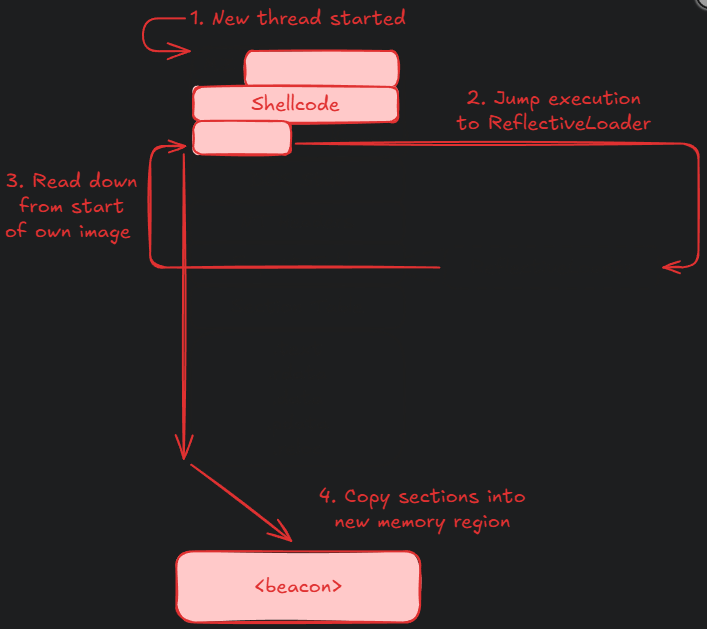 1. New thread started
Shellcode
2. Jump execution
to ReflectiveLoader
3. Read down
from start
of own image
4. Copy sections into
new memory region
<beacon>